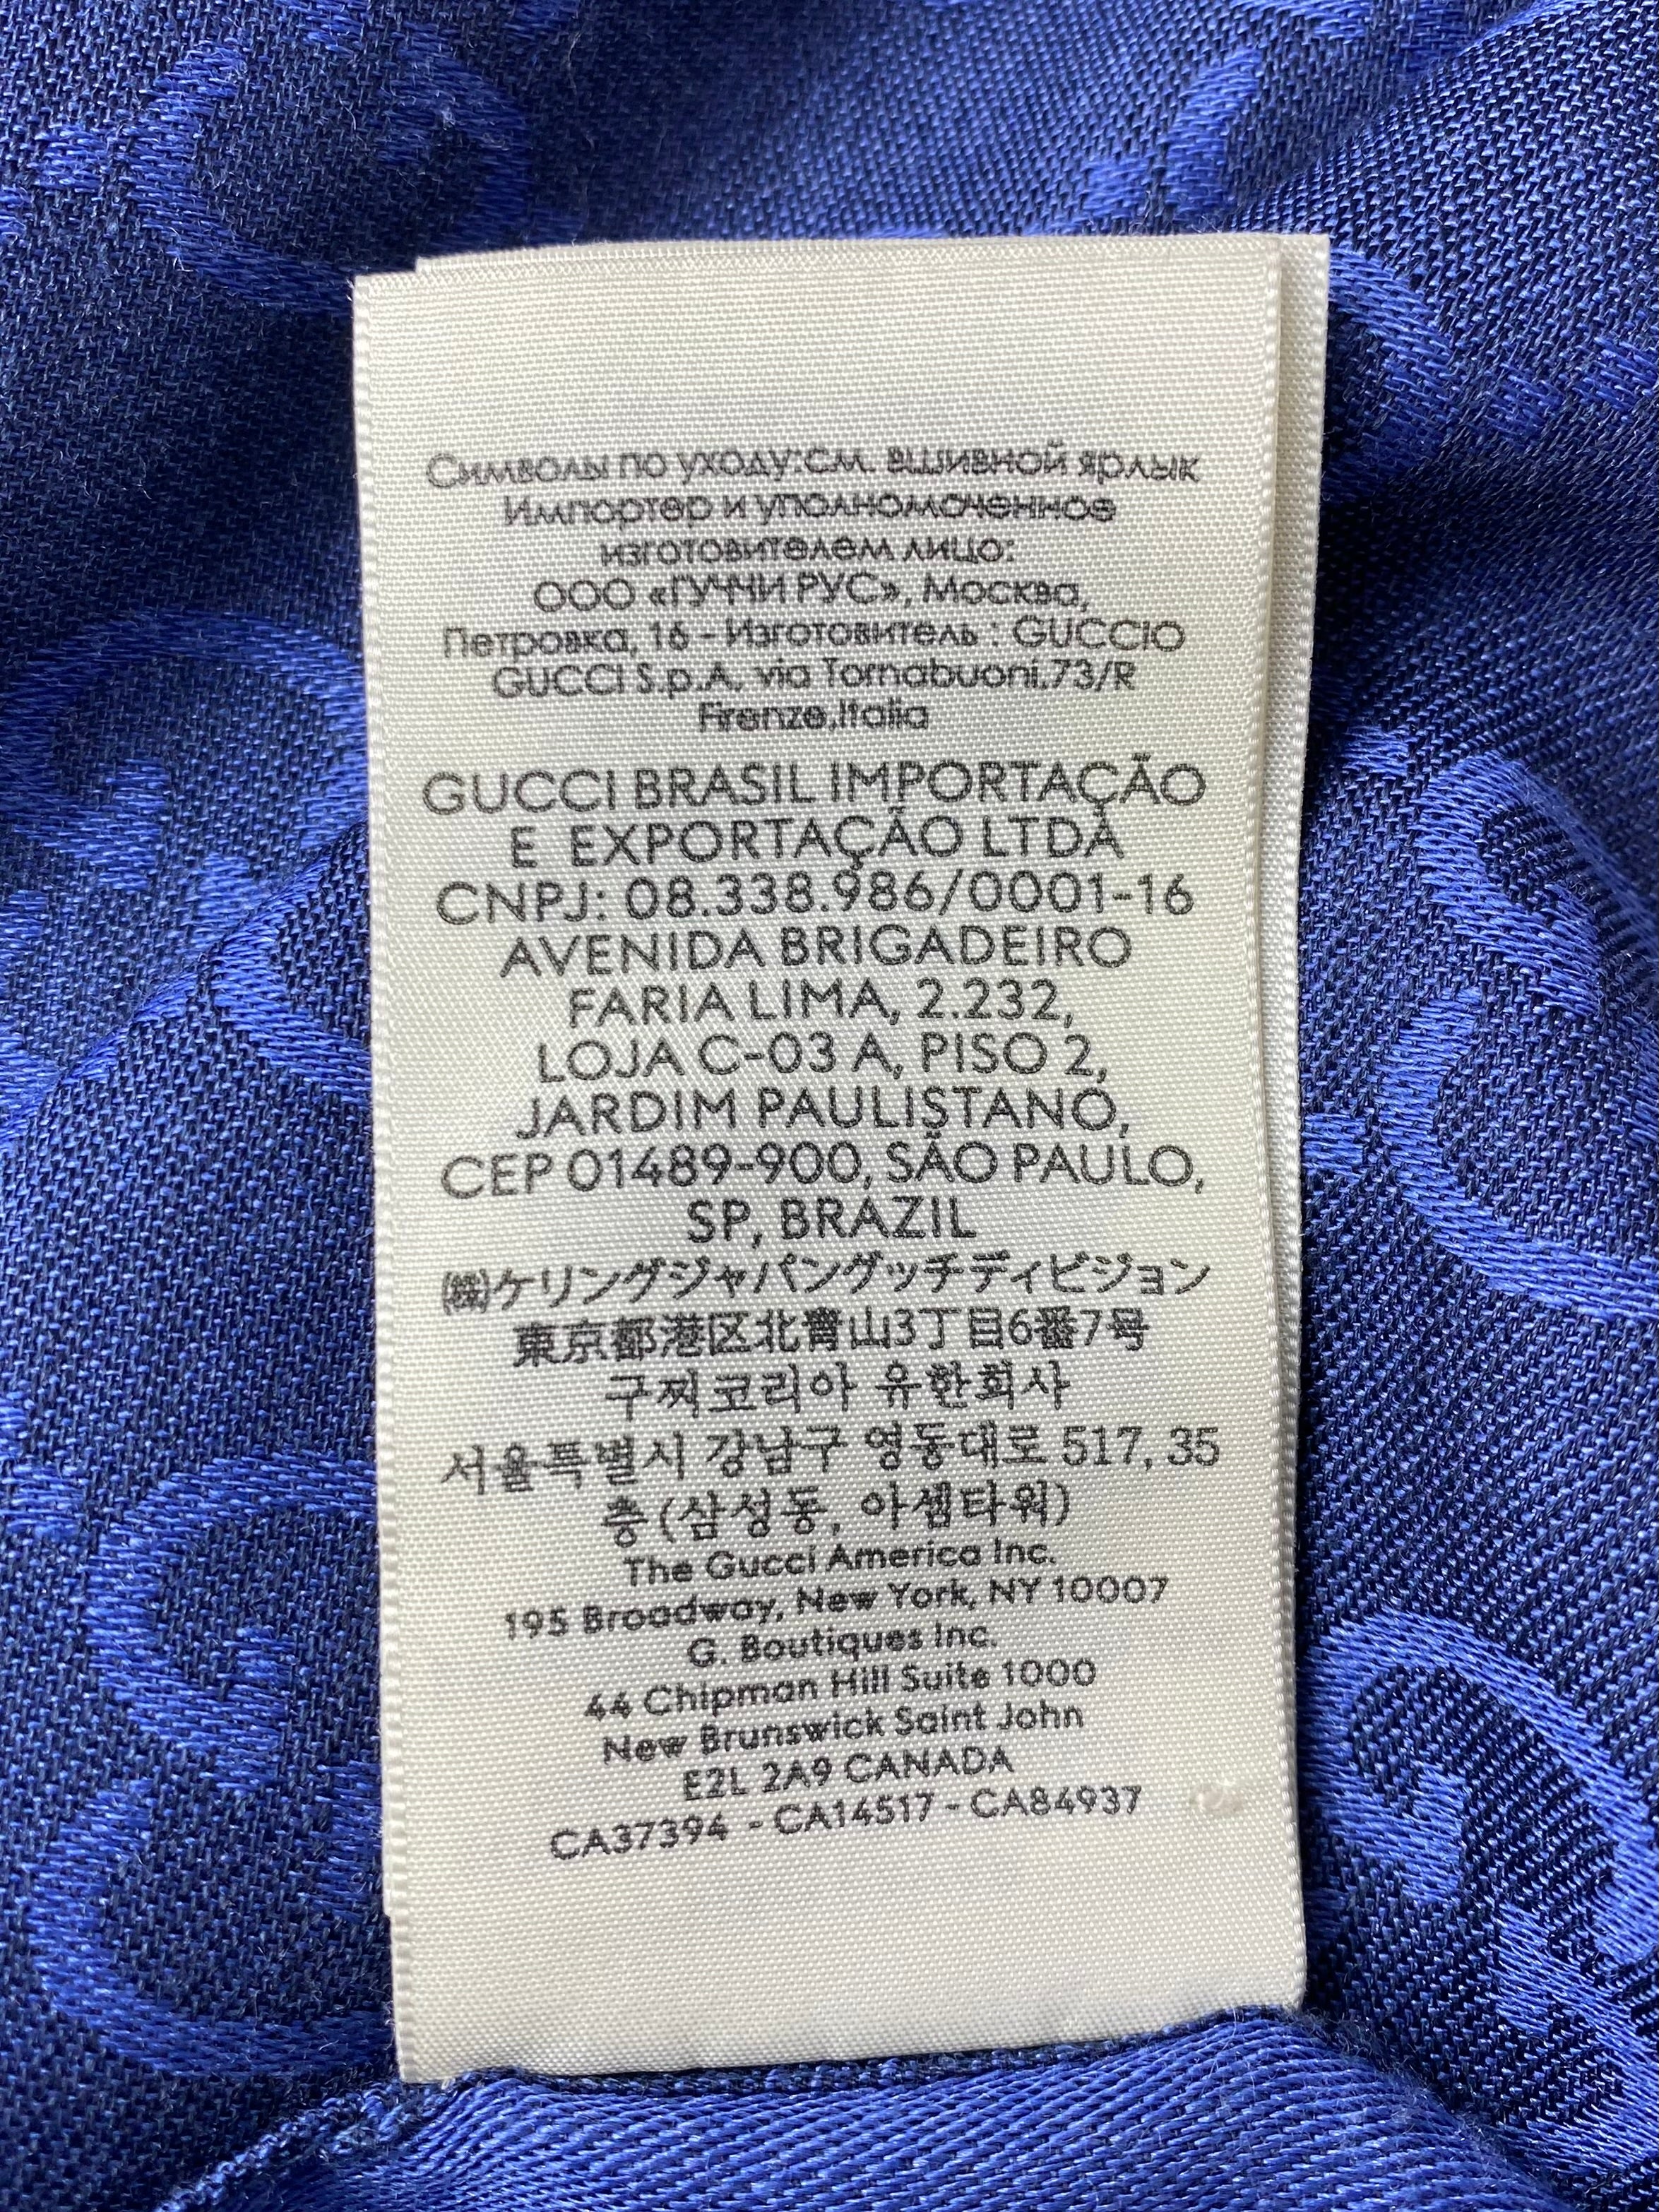 Символы по уходу:см. вшивной ярлык
Импортер и уполномоченное
изготовителем лицо:
ООО «ГУЧЧИ РУС», Москва,
Петровка, 16 - Изготовитель : GUCCIO
GUCCI S.p.A. via Tornabuoni,73/R
Firenze,Italia
GUCCI BRASIL IMPORTAÇÃO
E EXPORTAÇÃO LTDA
CNPJ: 08.338.986/0001-16
AVENIDA BRIGADEIRO
FARIA LIMA, 2.232,
LOJA C-03 A, PISO 2,
JARDIM PAULISTANO,
CEP 01489-900, SÃO PAULO,
SP, BRAZIL
㈱ケリングジャパングッチディビジョン
東京都港区北青山3丁目6番7号
구찌코리아 유한회사
서울특별시 강남구 영동대로 517, 35
층(삼성동, 아셈타워)
The Gucci America Inc.
195 Broadway, New York, NY 10007
G. Boutiques Inc.
44 Chipman Hill Suite 1000
New Brunswick Saint John
E2L 2A9 CANADA
CA37394 - CA14517 - CA84937